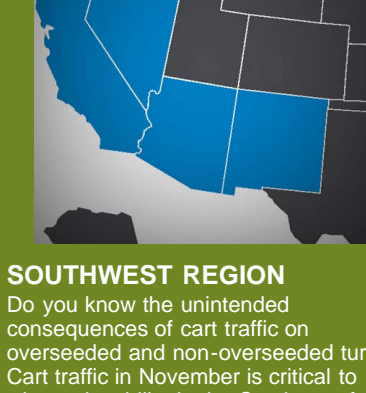 SOUTHWEST REGION
Do you know the unintended
consequences of cart traffic on
overseeded and non-overseeded tur
Cart traffic in November is critical to